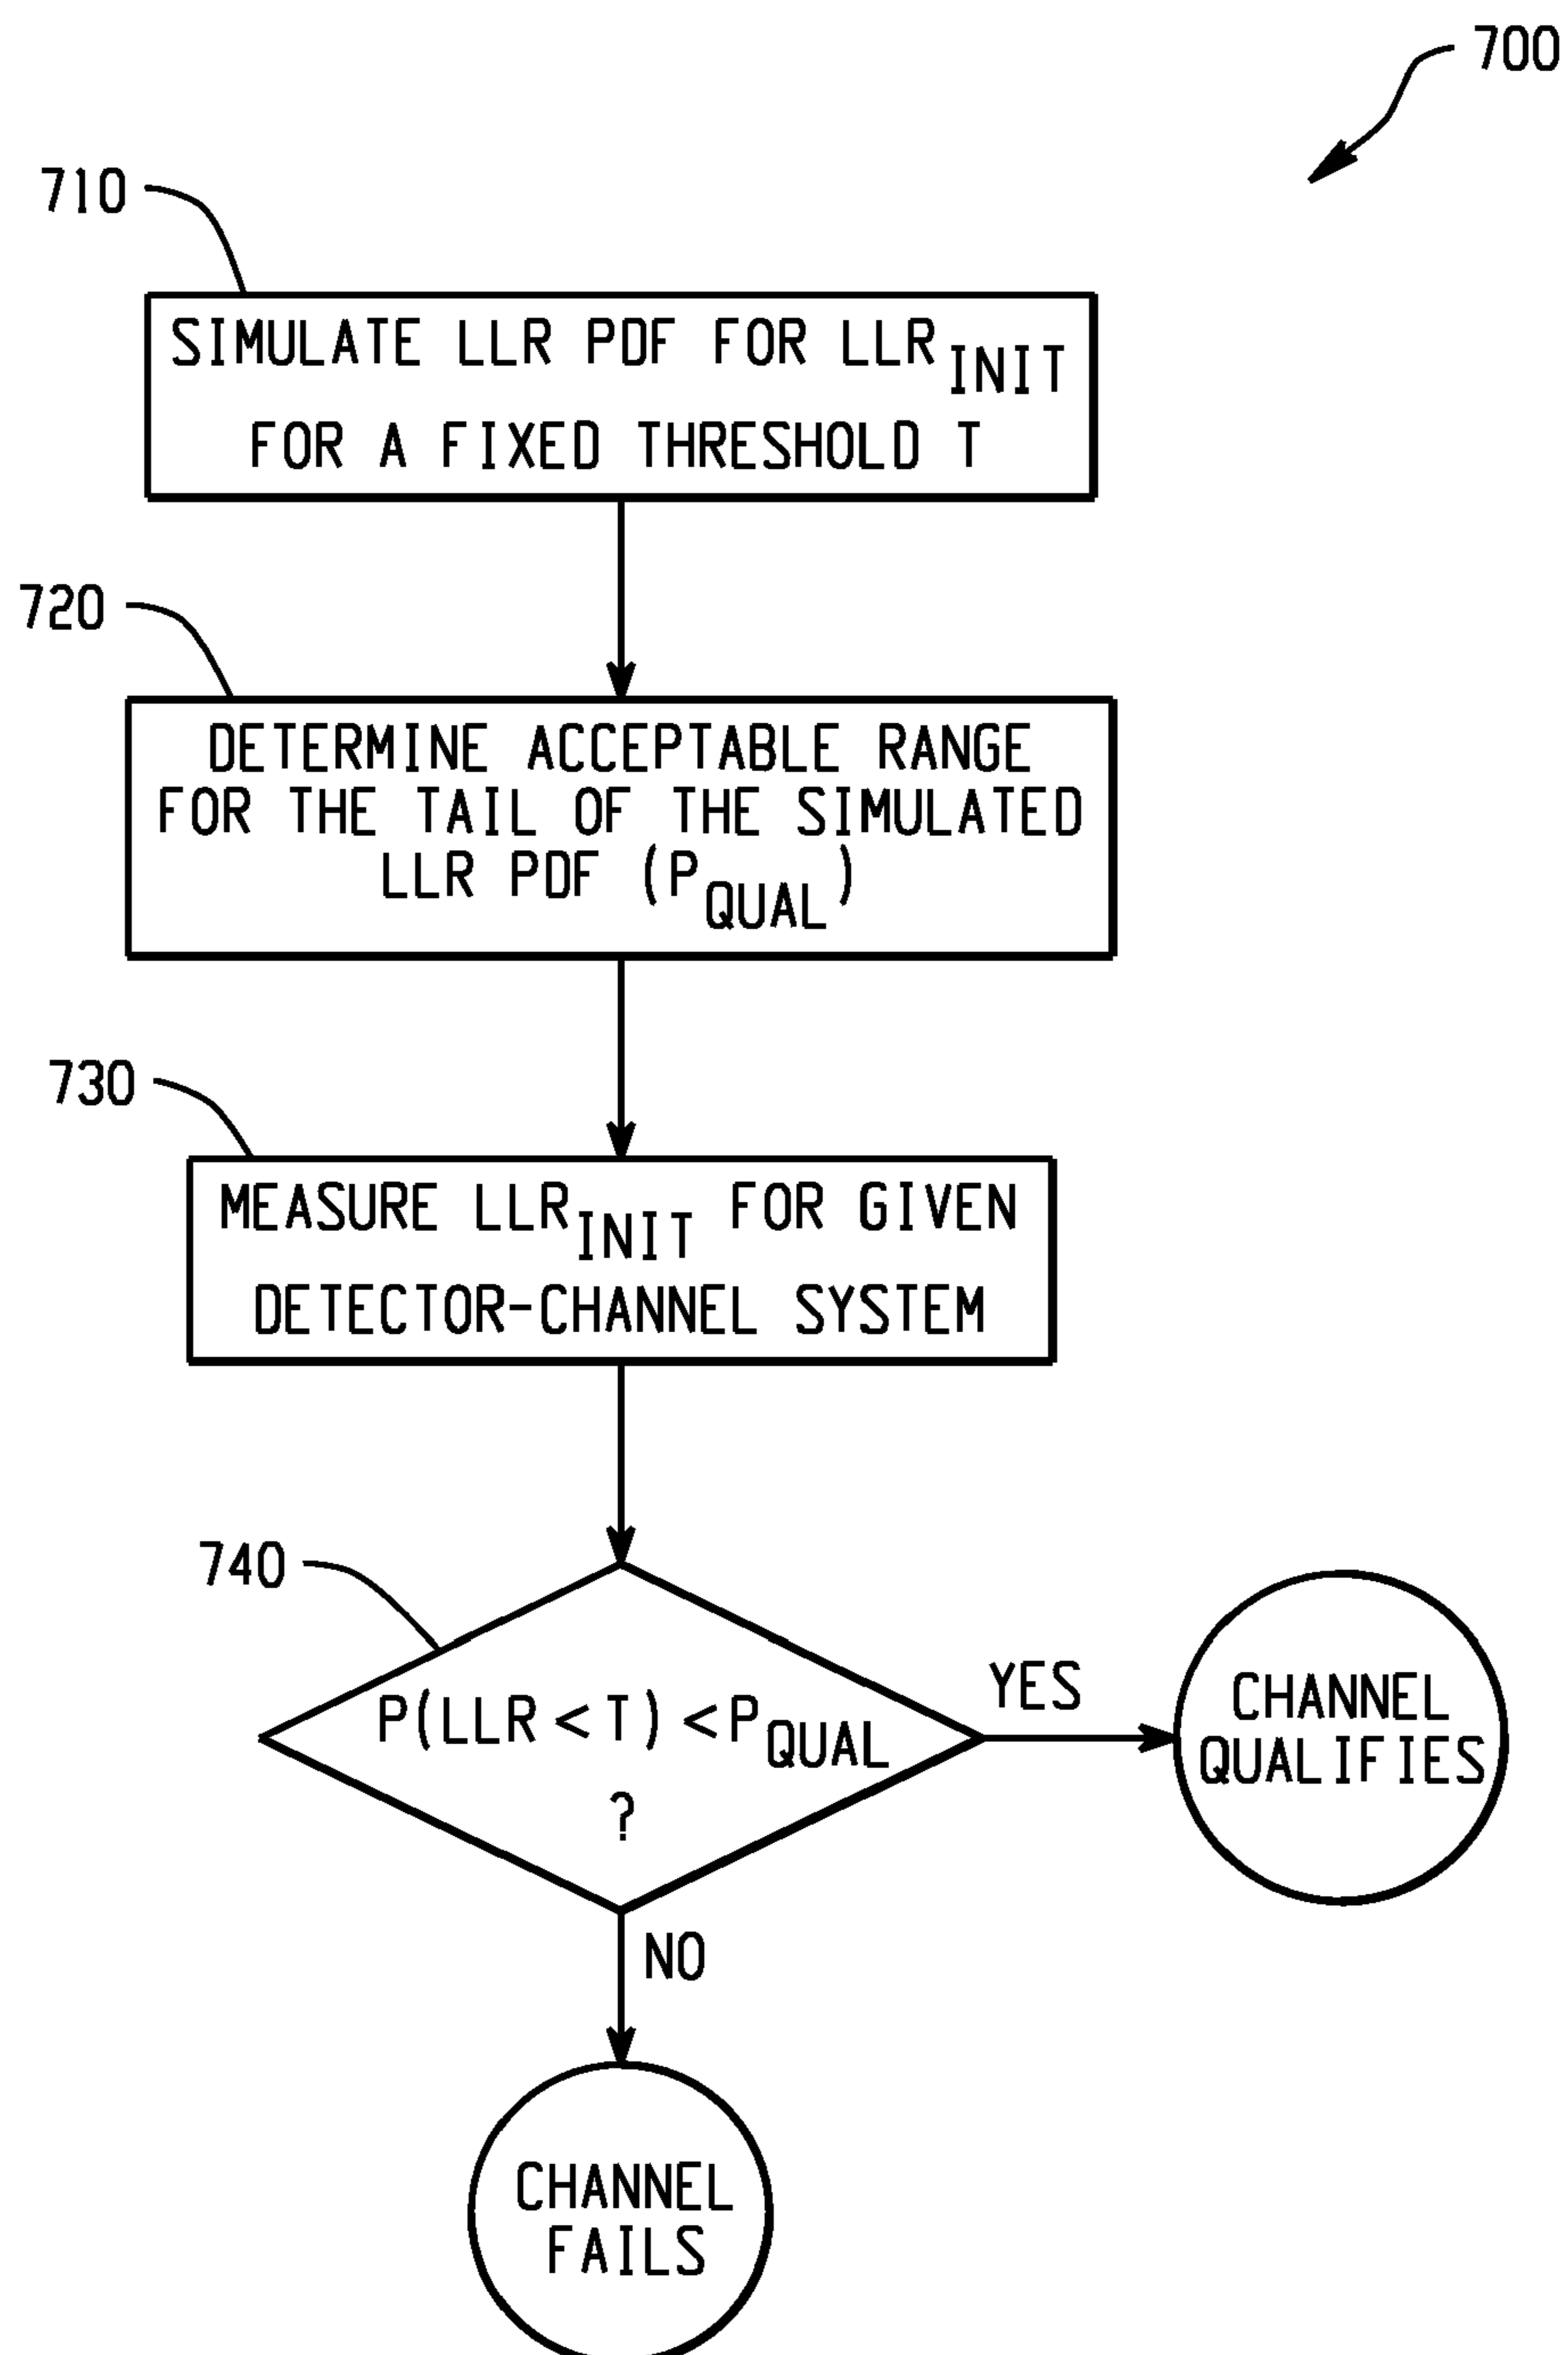 700
710
SIMULATE LLR PDF FOR LLR INIT
FOR A FIXED THRESHOLD T
720
DETERMINE ACCEPTABLE RANGE
FOR THE TAIL OF THE SIMULATED
LLR PDF (P QUAL)
730
MEASURE LLR INIT FOR GIVEN
DETECTOR-CHANNEL SYSTEM
740
P(LLR < T) < P QUAL
?
YES
CHANNEL
QUALIFIES
NO
CHANNEL
FAILS